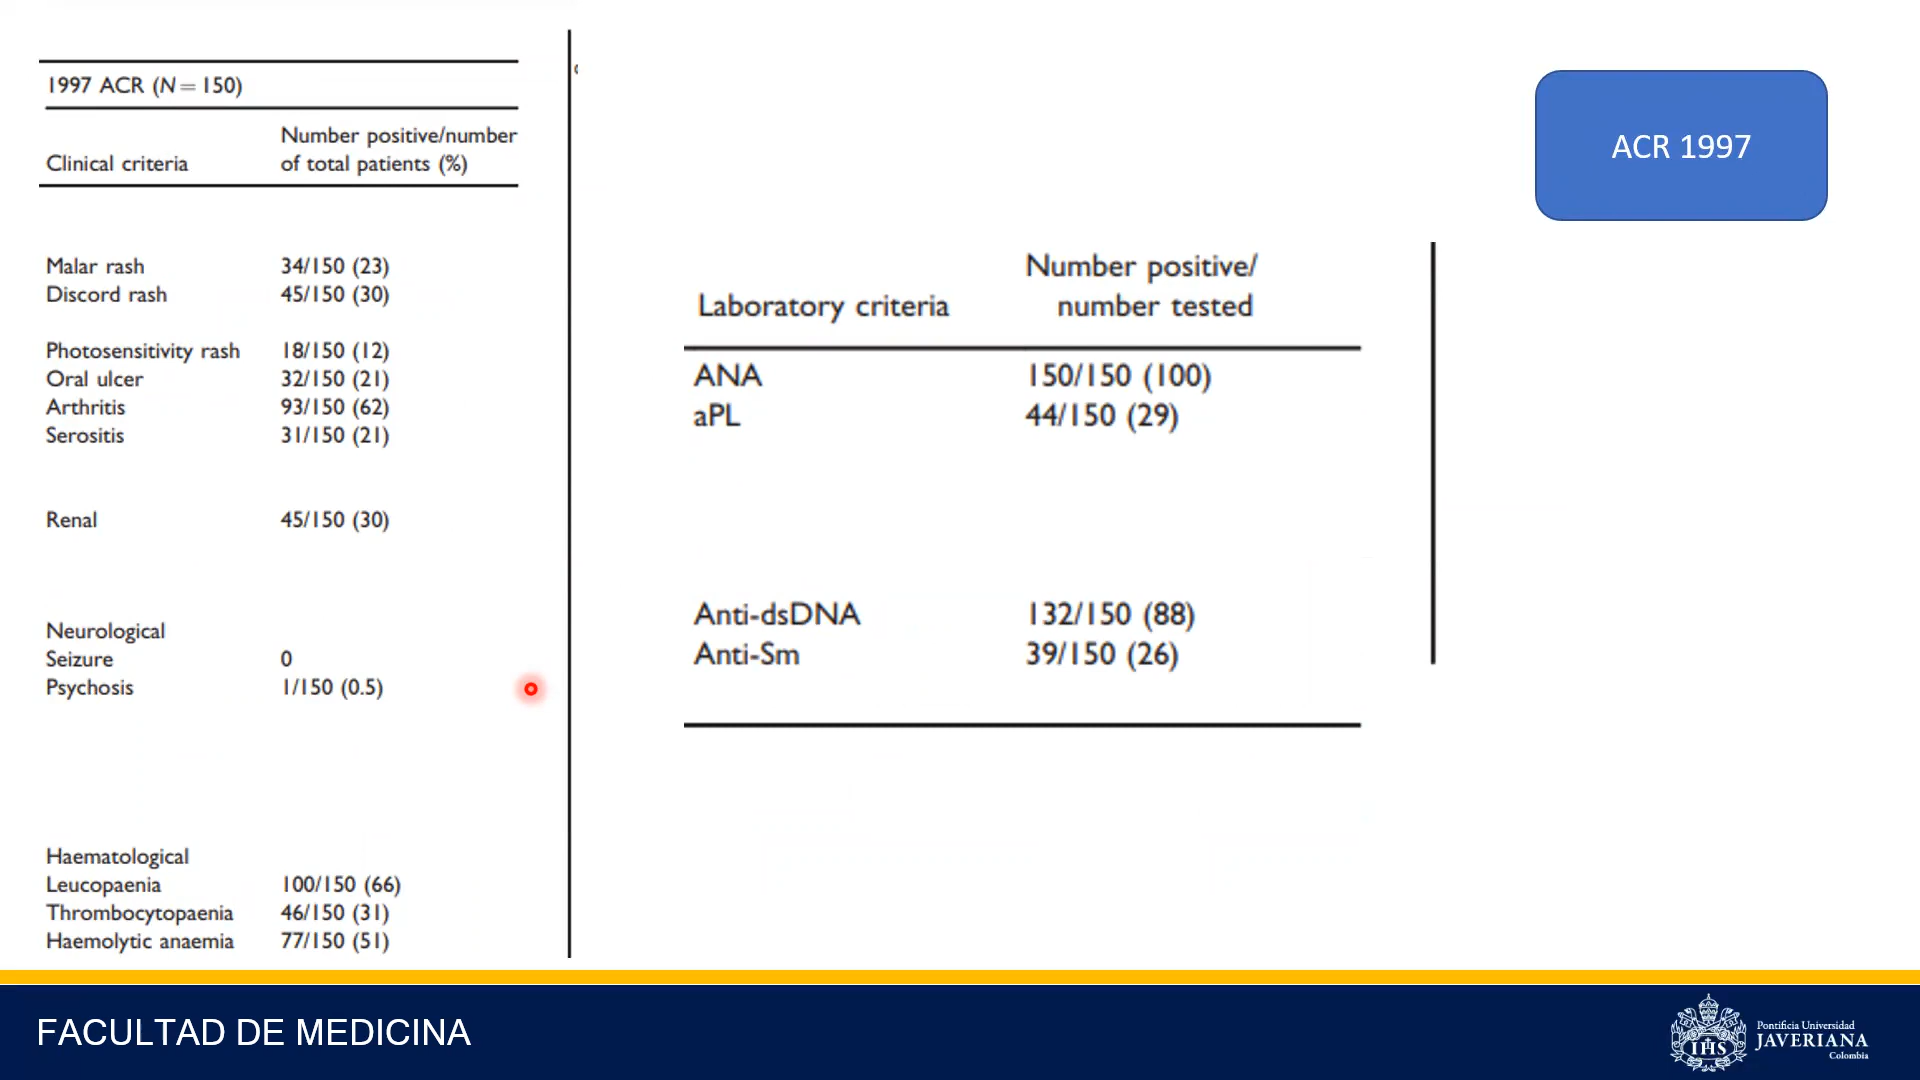 1997 ACR (N = 150)
Clinical criteria
Number positive/number
of total patients (%)
Malar rash 34/150 (23)
Discord rash 45/150 (30)
Photosensitivity rash 18/150 (12)
Oral ulcer 32/150 (21)
Arthritis 93/150 (62)
Serositis 31/150 (21)
Renal 45/150 (30)
Neurological
Seizure 0
Psychosis 1/150 (0.5)
Haematological
Leucopaenia 100/150 (66)
Thrombocytopaenia 46/150 (31)
Haemolytic anaemia 77/150 (51)
Laboratory criteria
Number positive/
number tested
ANA 150/150 (100)
aPL 44/150 (29)
Anti-dsDNA 132/150 (88)
Anti-Sm 39/150 (26)
ACR 1997
FACULTAD DE MEDICINA
IHS
Pontificia Universidad
JAVERIANA
Colombia